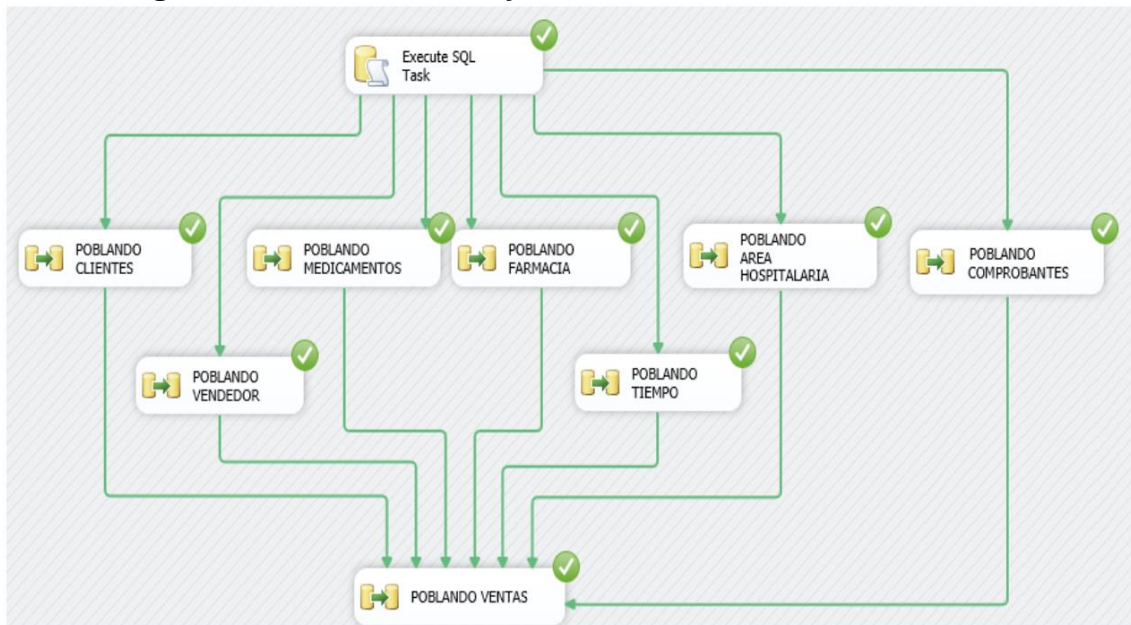 Execute SQL
Task
POBLANDO
CLIENTES
POBLANDO
MEDICAMENTOS
POBLANDO
FARMACIA
POBLANDO
AREA
HOSPITALARIA
POBLANDO
COMPROBANTES
POBLANDO
VENDEDOR
POBLANDO
TIEMPO
POBLANDO VENTAS